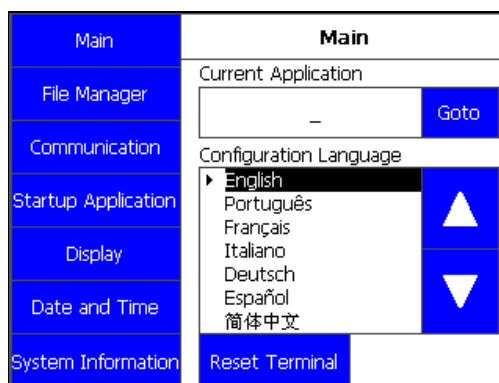 Main
File Manager
Communication
Startup Application
Display
Date and Time
System Information
Main
Current Application
_
Goto
Configuration Language
English
Português
Français
Italiano
Deutsch
Español
简体中文
Reset Terminal